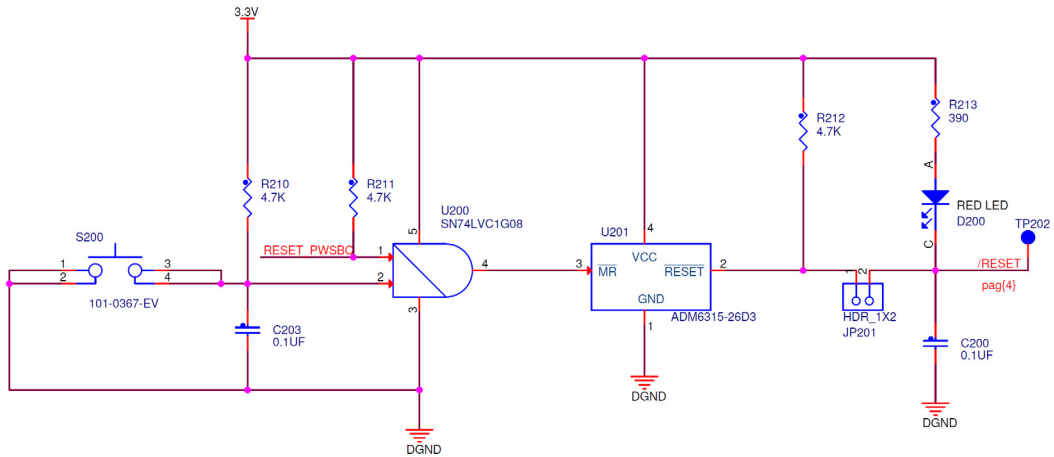 3.3V
R213
390
R212
4.7K
A
R210
4.7K
R211
4.7K
RED LED
D200
U200
SN74LVC1G08
TP202
S200
5
U201
4
C
RESET_PWSBC
1
/RESET
VCC
1
2
3
4
4
3
MR
RESET
2
1
2
pag{4}
2
101-0367-EV
GND
3
ADM6315-26D3
HDR_1X2
JP201
C203
0.1UF
1
C200
0.1UF
DGND
DGND
DGND